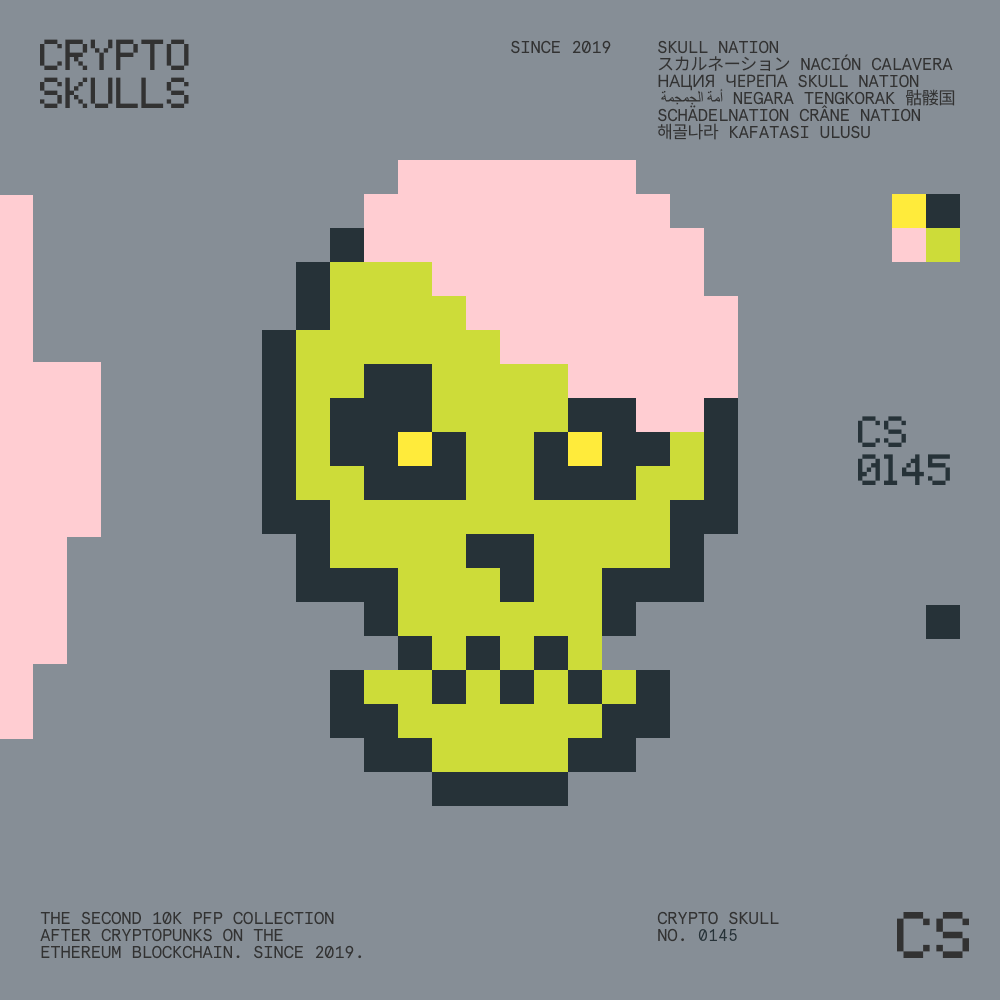 CRYPTO
SKULLS
SINCE 2019
SKULL NATION
スカルネーション NACIÓN CALAVERA
НАЦИЯ ЧЕРЕПА SKULL NATION
أمة الجمجمة NEGARA TENGKORAK 骷髅国
SCHÄDELNATION CRÂNE NATION
해골나라 KAFATASI ULUSU
CS
0145
THE SECOND 10K PFP COLLECTION
AFTER CRYPTOPUNKS ON THE
ETHEREUM BLOCKCHAIN. SINCE 2019.
CRYPTO SKULL
NO. 0145
CS